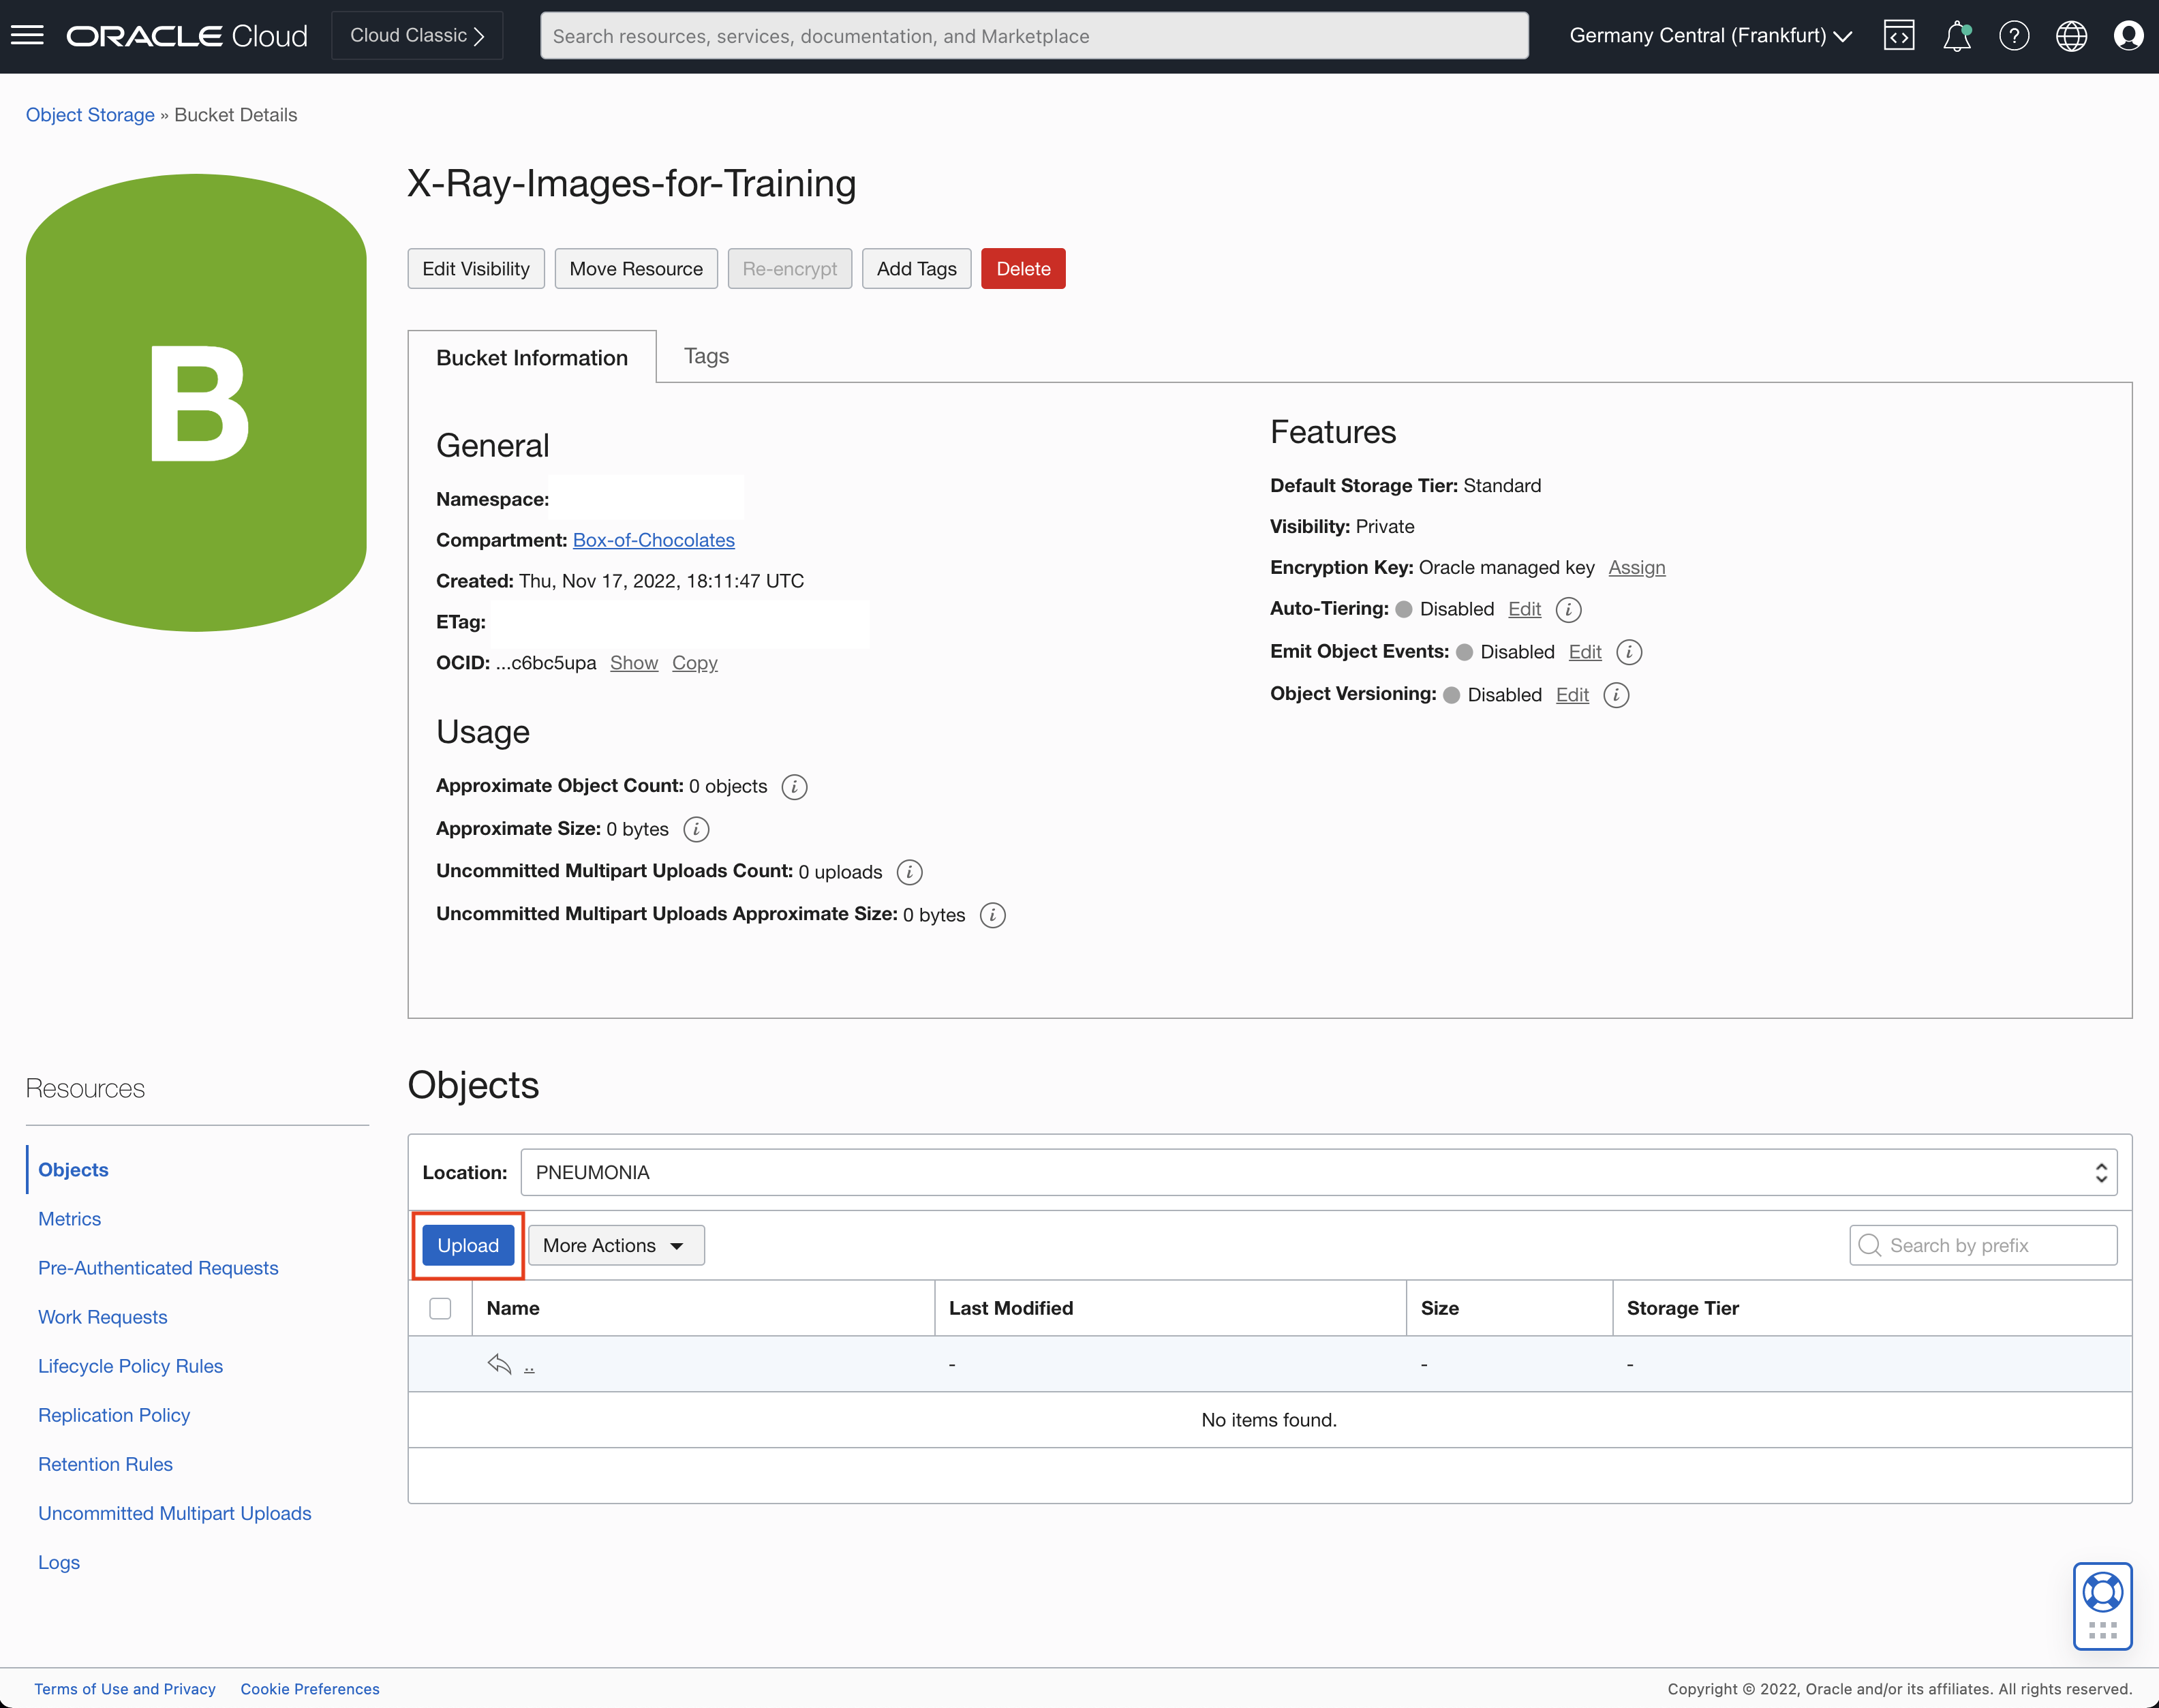 ORACLE Cloud
Cloud Classic
Search resources, services, documentation, and Marketplace
Germany Central (Frankfurt)
Object Storage » Bucket Details
B
X-Ray-Images-for-Training
Edit Visibility
Move Resource
Re-encrypt
Add Tags
Delete
Bucket Information
Tags
General
Namespace:
Compartment: Box-of-Chocolates
Created: Thu, Nov 17, 2022, 18:11:47 UTC
ETag:
OCID: ...c6bc5upa Show Copy
Usage
Approximate Object Count: 0 objects i
Approximate Size: 0 bytes i
Uncommitted Multipart Uploads Count: 0 uploads i
Uncommitted Multipart Uploads Approximate Size: 0 bytes i
Features
Default Storage Tier: Standard
Visibility: Private
Encryption Key: Oracle managed key Assign
Auto-Tiering: Disabled Edit i
Emit Object Events: Disabled Edit i
Object Versioning: Disabled Edit i
Resources
Objects
Metrics
Pre-Authenticated Requests
Work Requests
Lifecycle Policy Rules
Replication Policy
Retention Rules
Uncommitted Multipart Uploads
Logs
Objects
Location: PNEUMONIA
Upload
More Actions
Search by prefix
Name Last Modified Size Storage Tier
.. - - -
No items found.
Terms of Use and Privacy Cookie Preferences
Copyright © 2022, Oracle and/or its affiliates. All rights reserved.